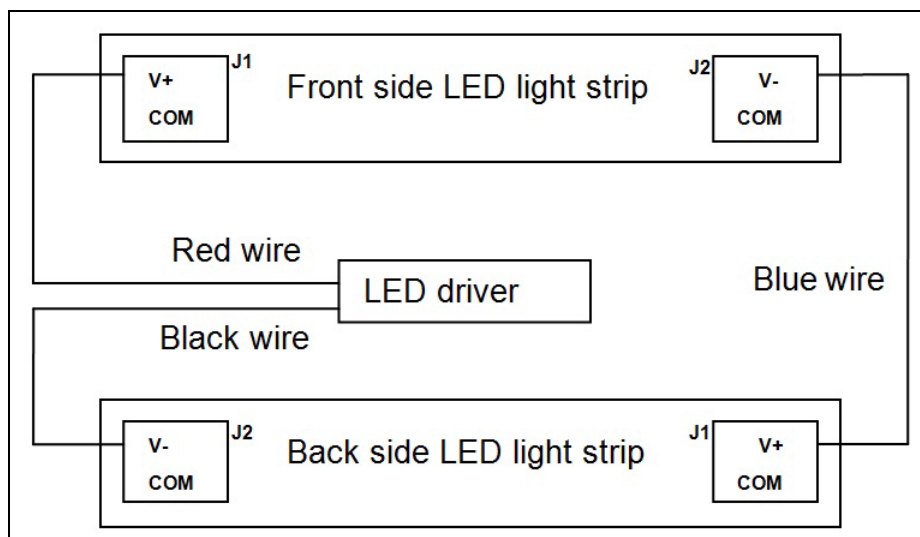 V+
COM
J1
Front side LED light strip
J2
V-
COM
Red wire
LED driver
Blue wire
Black wire
V-
COM
J2
Back side LED light strip
J1
V+
COM